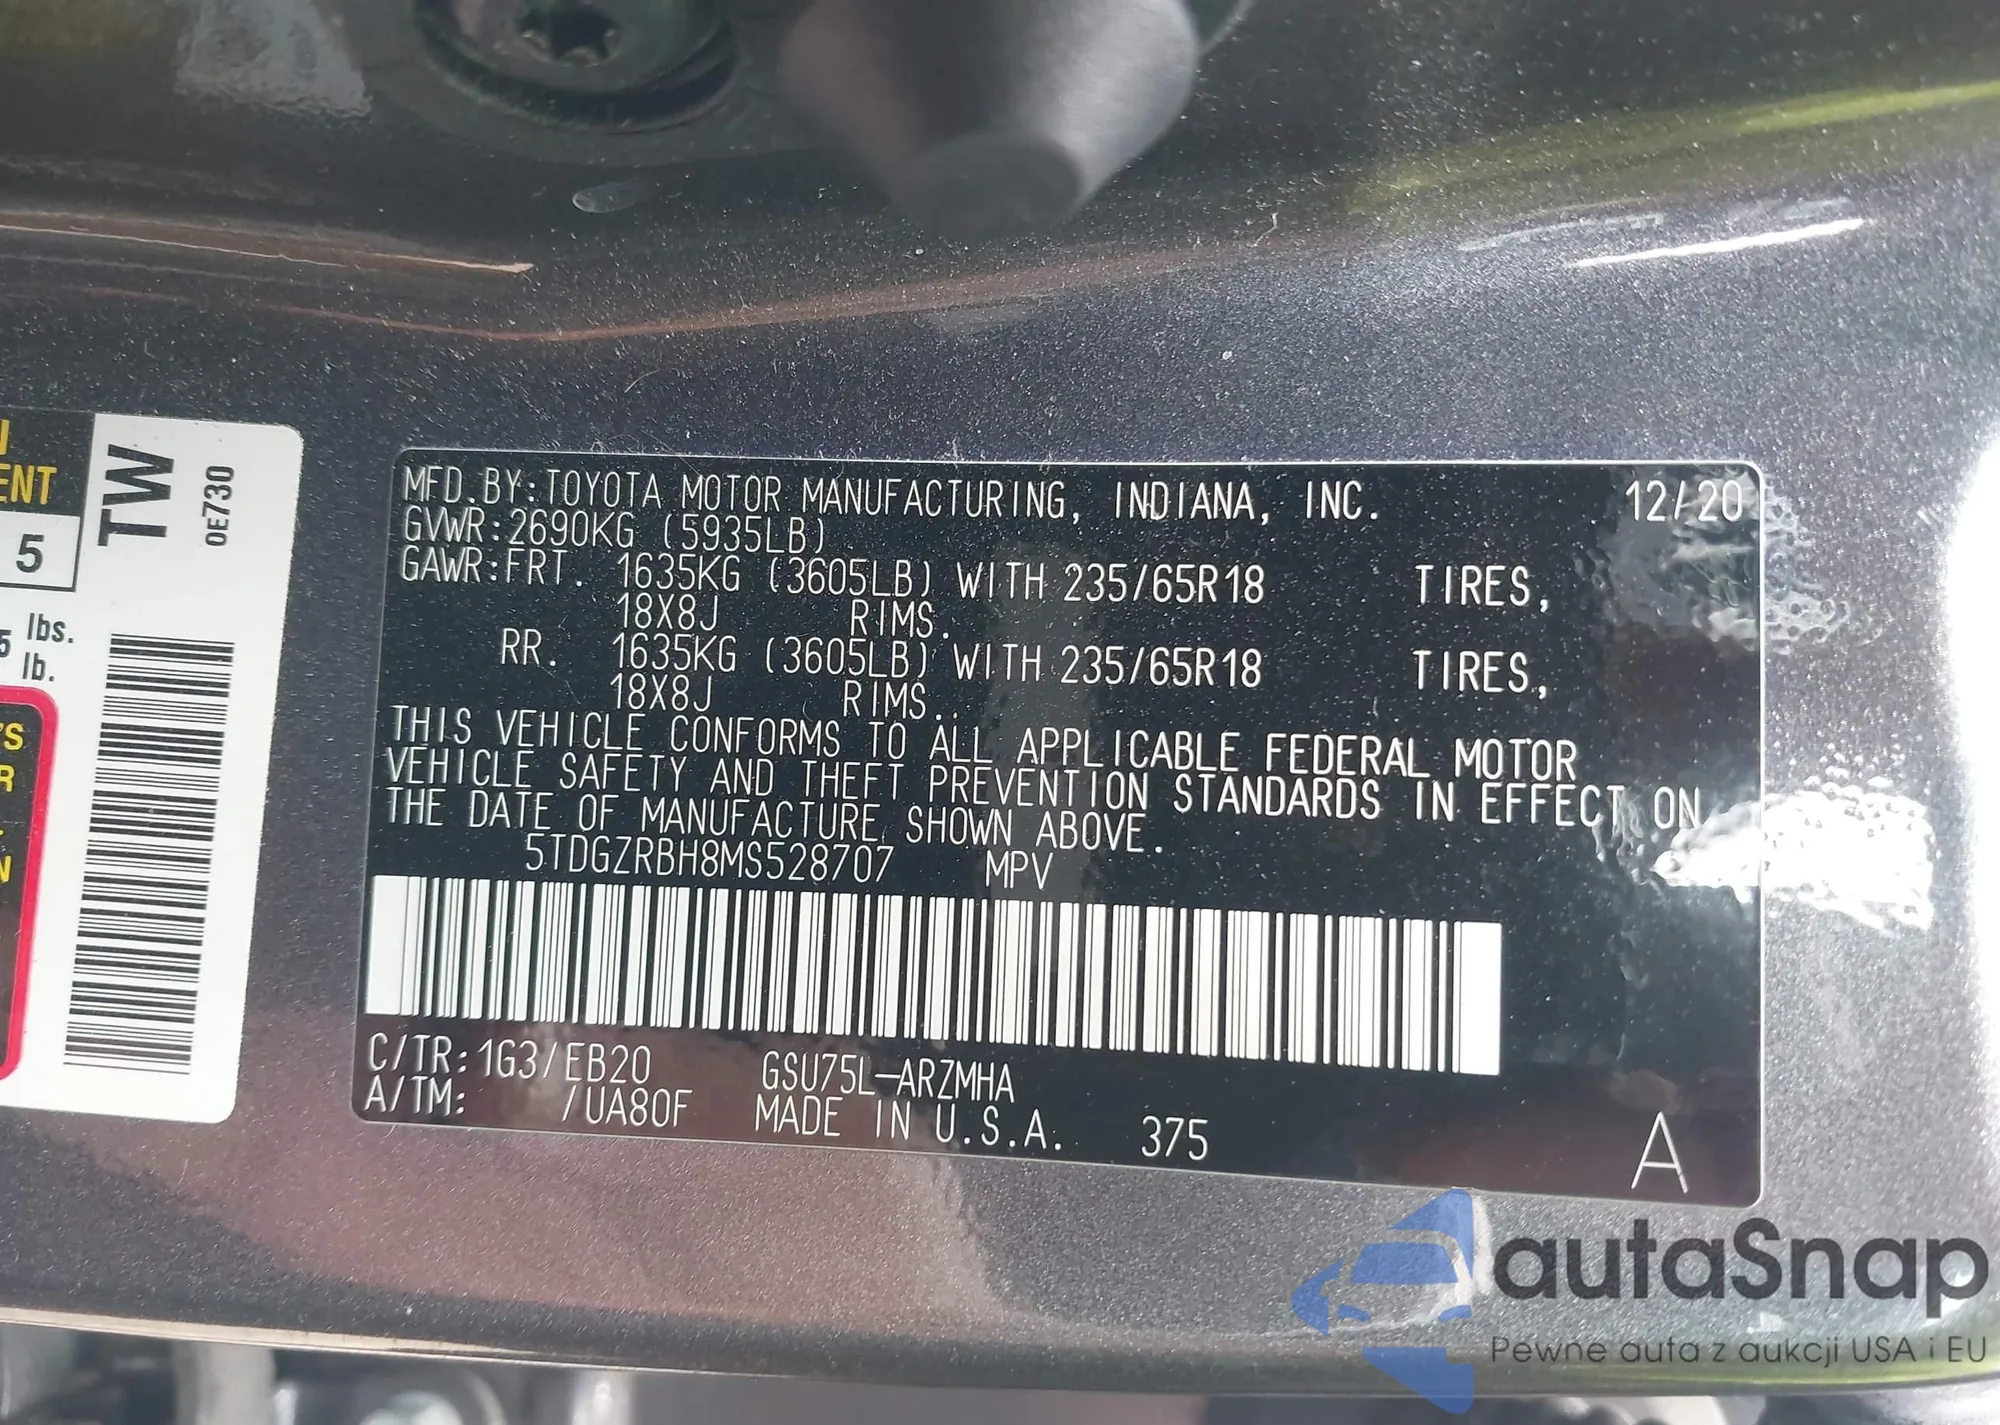 ENT
5
lbs.
lb.
'S
R
N
TW
0E730
MFD.BY:TOYOTA MOTOR MANUFACTURING, INDIANA, INC. 12/20
GVWR:2690KG (5935LB)
GAWR:FRT. 1635KG (3605LB) WITH 235/65R18 TIRES,
18X8J RIMS.
RR. 1635KG (3605LB) WITH 235/65R18 TIRES,
18X8J RIMS.
THIS VEHICLE CONFORMS TO ALL APPLICABLE FEDERAL MOTOR
VEHICLE SAFETY AND THEFT PREVENTION STANDARDS IN EFFECT ON
THE DATE OF MANUFACTURE SHOWN ABOVE.
5TDGZRBH8MS528707 MPV
C/TR:1G3/EB20 GSU75L-ARZMHA
A/TM: /UA80F MADE IN U.S.A. 375
A
autaSnap
Pewne auta z aukcji USA i EU